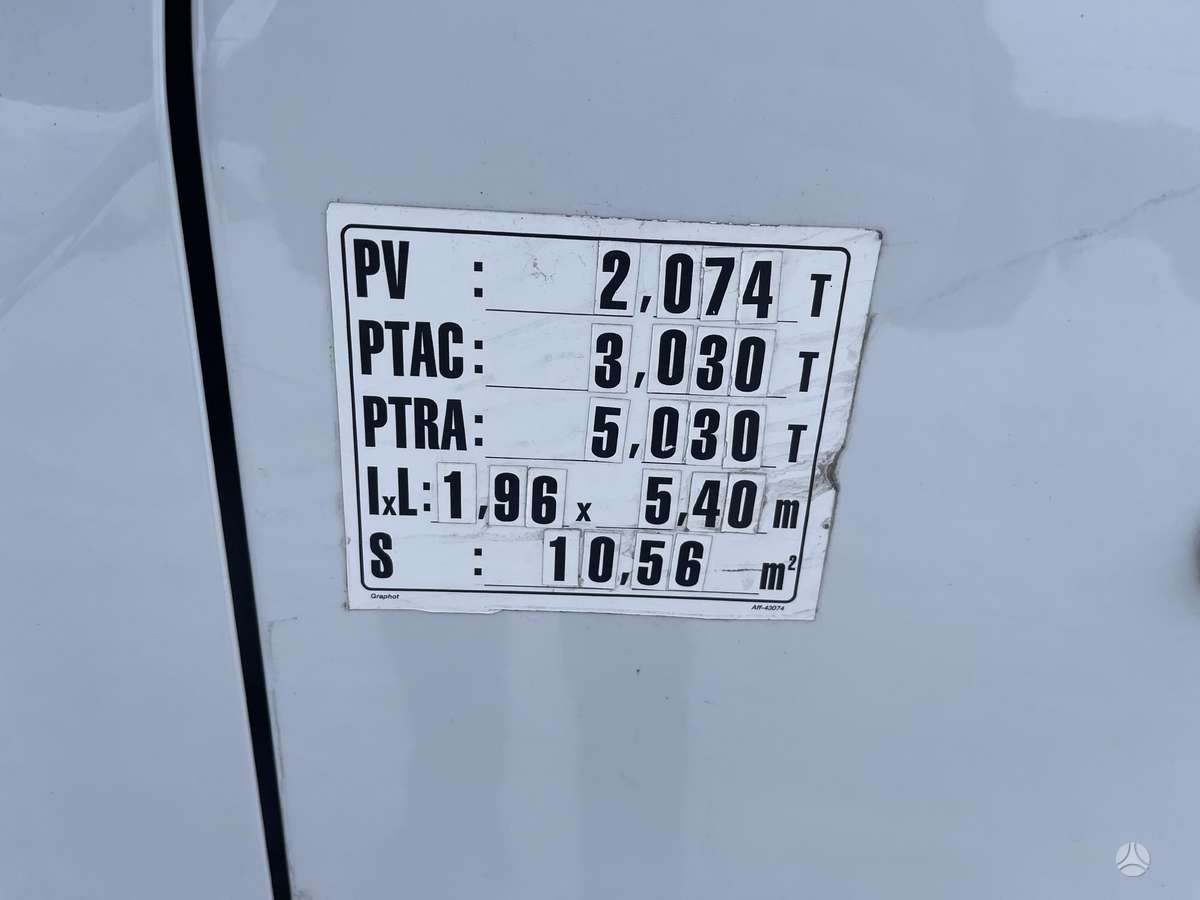 PV : 2,074 T
PTAC: 3,030 T
PTRA: 5,030 T
lxL: 1,96 x 5,40 m
S : 10,56 m²
Graphot Aff-43074